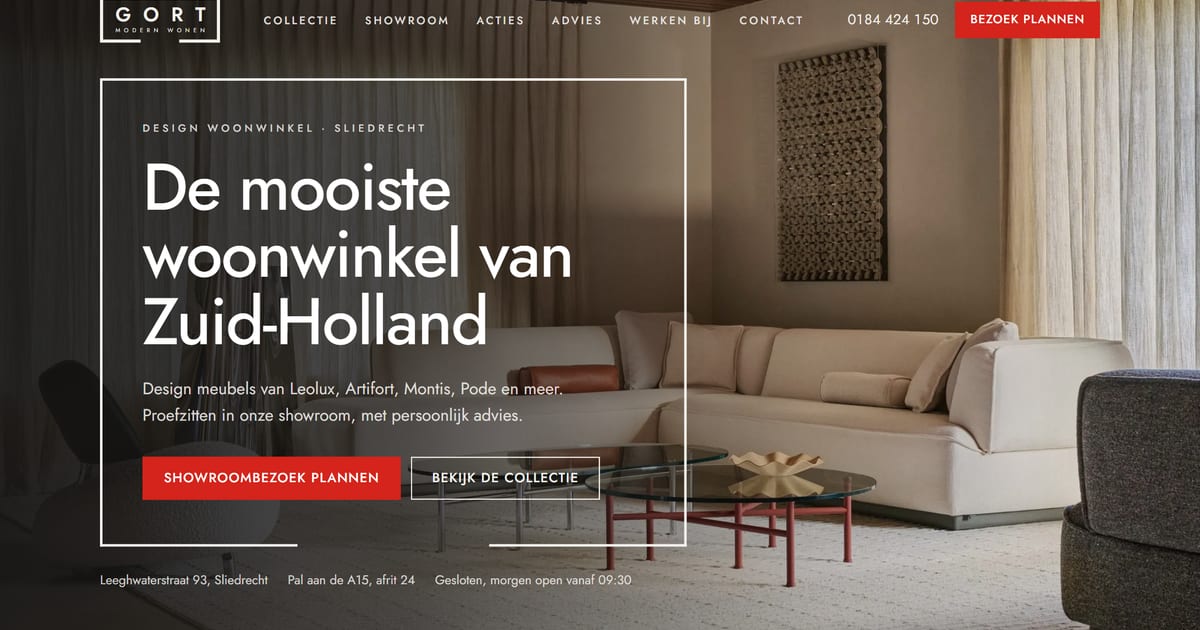 GORT
MODERN WONEN
COLLECTIE SHOWROOM ACTIES ADVIES WERKEN BIJ CONTACT 0184 424 150 BEZOEK PLANNEN
DESIGN WOONWINKEL · SLIEDRECHT
De mooiste
woonwinkel van
Zuid-Holland
Design meubels van Leolux, Artifort, Montis, Pode en meer.
Proefzitten in onze showroom, met persoonlijk advies.
SHOWROOMBEZOEK PLANNEN BEKIJK DE COLLECTIE
Leeghwaterstraat 93, Sliedrecht Pal aan de A15, afrit 24 Gesloten, morgen open vanaf 09:30